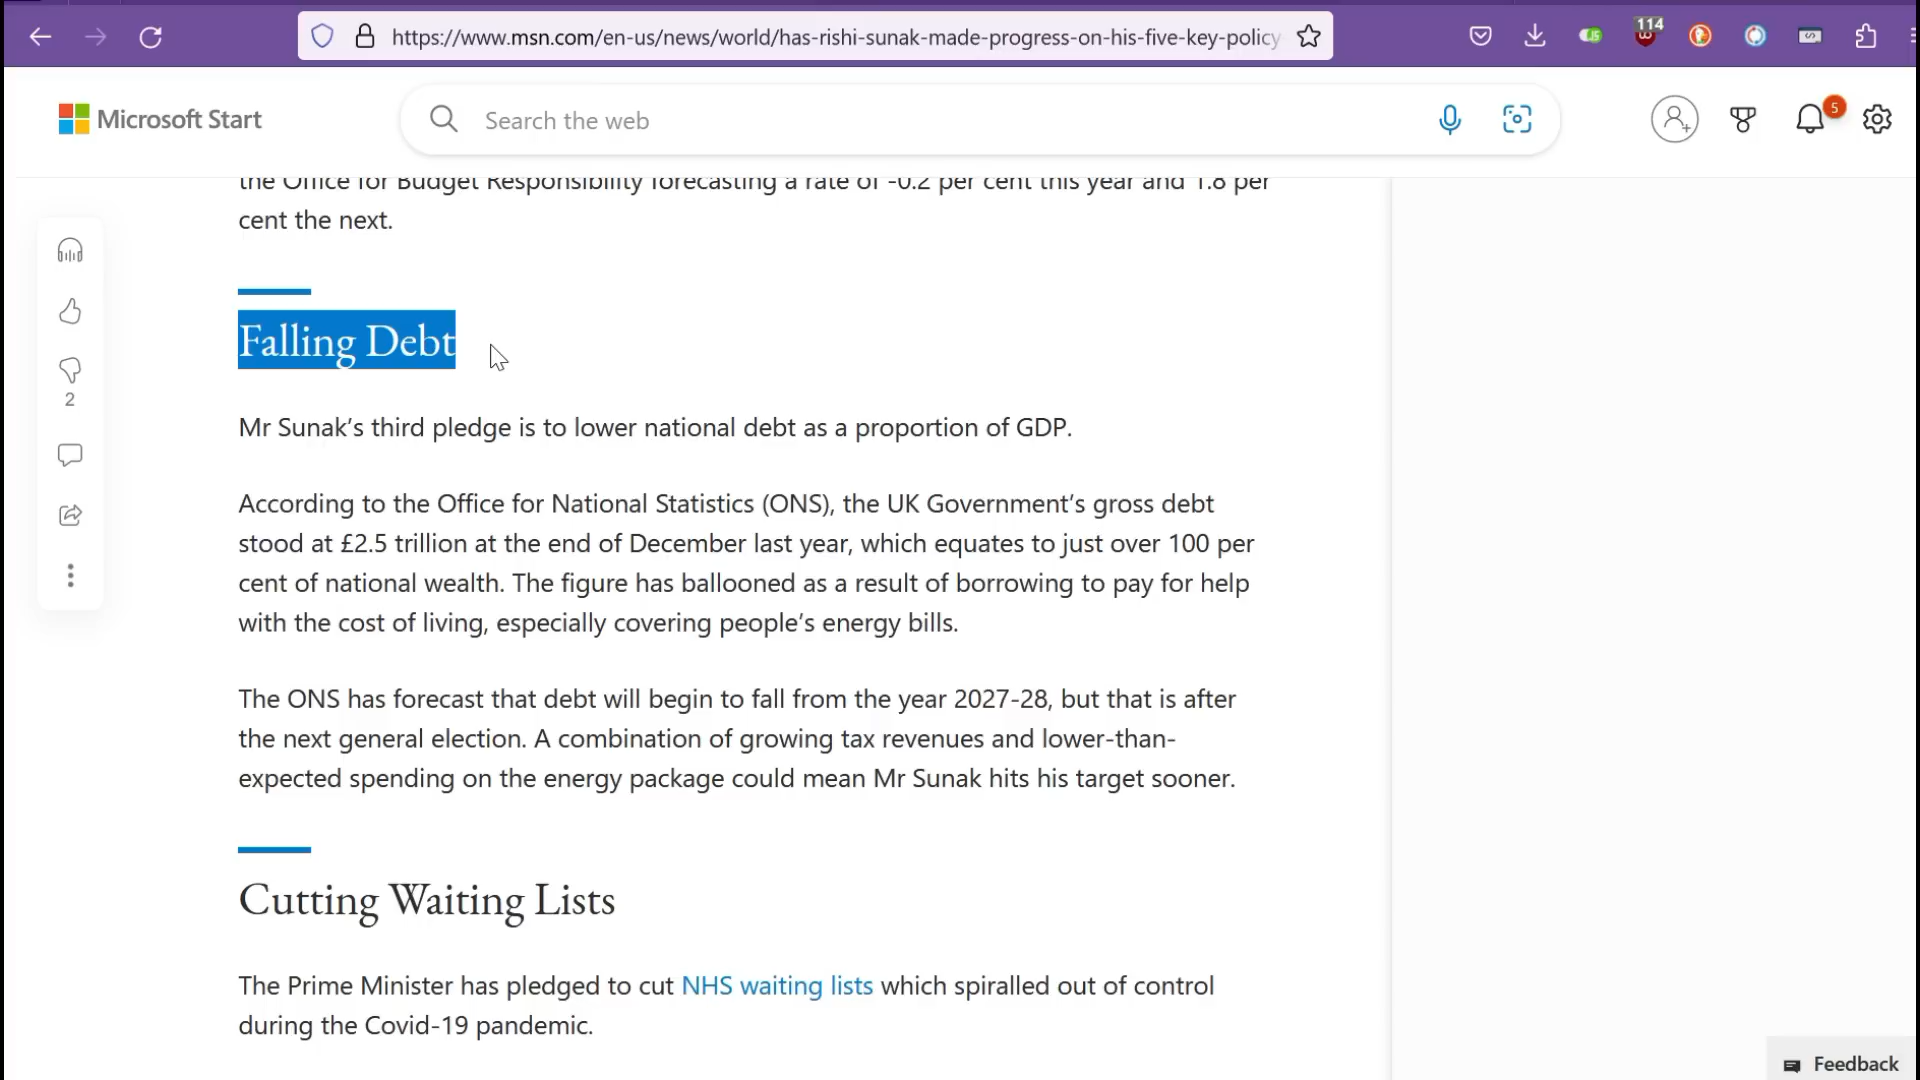 https://www.msn.com/en-us/news/world/has-rishi-sunak-made-progress-on-his-five-key-policy
114
Microsoft Start
Search the web
5
the Office for Budget Responsibility forecasting a rate of -0.2 per cent this year and 1.8 per
cent the next.
Falling Debt
2
Mr Sunak’s third pledge is to lower national debt as a proportion of GDP.
According to the Office for National Statistics (ONS), the UK Government’s gross debt
stood at £2.5 trillion at the end of December last year, which equates to just over 100 per
cent of national wealth. The figure has ballooned as a result of borrowing to pay for help
with the cost of living, especially covering people’s energy bills.
The ONS has forecast that debt will begin to fall from the year 2027-28, but that is after
the next general election. A combination of growing tax revenues and lower-than-
expected spending on the energy package could mean Mr Sunak hits his target sooner.
Cutting Waiting Lists
The Prime Minister has pledged to cut NHS waiting lists which spiralled out of control
during the Covid-19 pandemic.
Feedback